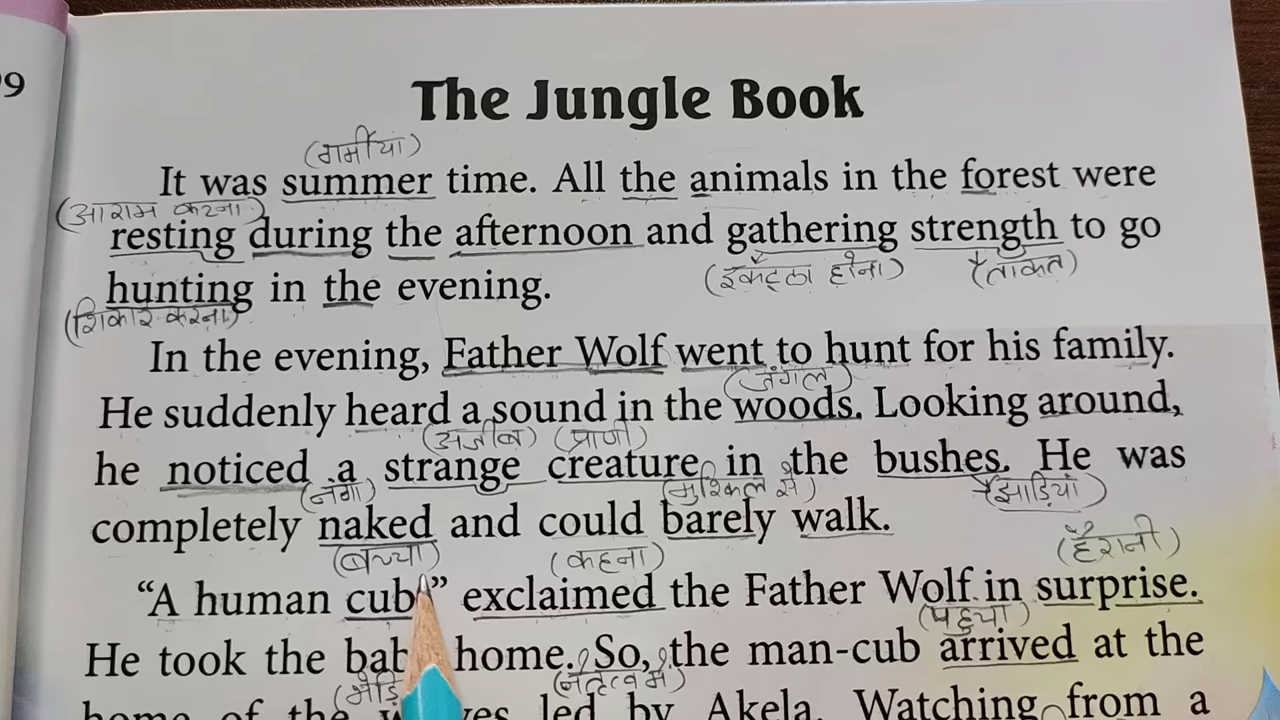 99
The Jungle Book
(गर्मीया)
It was summer time. All the animals in the forest were
(आराम करना)
resting during the afternoon and gathering strength to go
(इकट्ठा होना) (ताकत)
hunting in the evening.
(शिकार करना)
In the evening, Father Wolf went to hunt for his family.
(जंगल)
He suddenly heard a sound in the woods. Looking around,
(अजीब) (प्राणी)
he noticed a strange creature in the bushes. He was
(नंगा) (मुश्किल से) (झाड़ियां)
completely naked and could barely walk.
(बच्चा) (कहना) (हैरानी)
“A human cub” exclaimed the Father Wolf in surprise.
(पहुचा)
He took the bab home. So, the man-cub arrived at the
home of the led by Akela. Watching from a